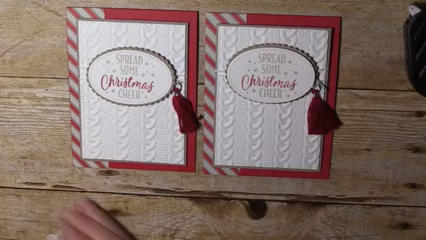 SPREAD
SOME
Christmas
CHEER
SPREAD
SOME
Christmas
CHEER